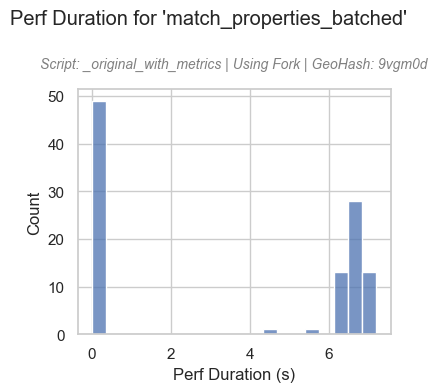 Perf Duration for 'match_properties_batched'
Script: _original_with_metrics | Using Fork | GeoHash: 9vgm0d
50
40
30
20
10
0
Count
0 2 4 6
Perf Duration (s)